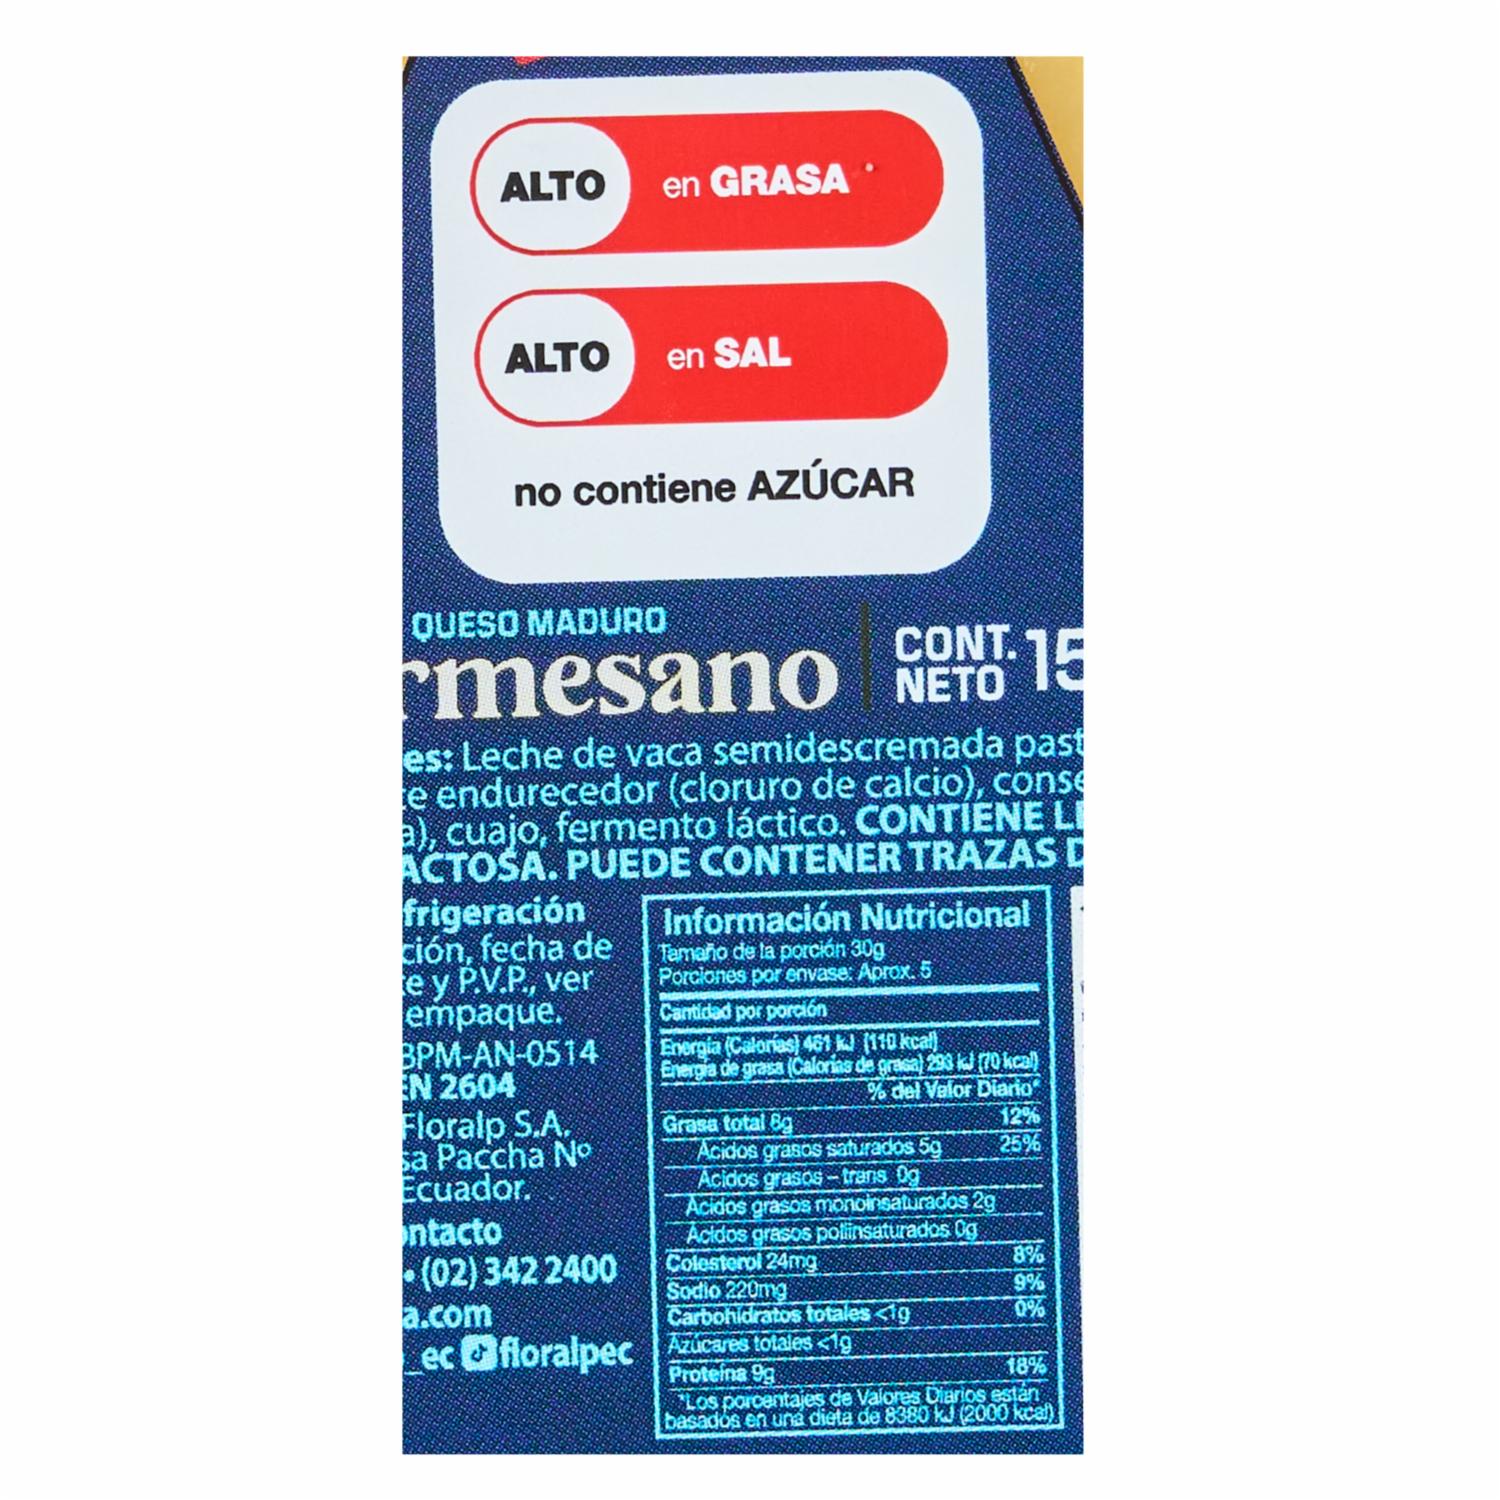 ALTO en GRASA
ALTO en SAL
no contiene AZÚCAR
QUESO MADURO
rmesano
CONT. NETO 15
es: Leche de vaca semidescremada past
te endurecedor (cloruro de calcio), conse
a), cuajo, fermento láctico. CONTIENE LE
ACTOSA. PUEDE CONTENER TRAZAS D
frigeración
ción, fecha de
e y P.V.P., ver
empaque.
BPM-AN-0514
EN 2604
Floralp S.A.
sa Paccha Nº
Ecuador.
ontacto
• (02) 342 2400
a.com
_ec floralpec
Información Nutricional
Tamaño de la porción 30g
Porciones por envase: Aprox. 5
Cantidad por porción
Energía (Calorías) 461 kJ (110 kcal)
Energía de grasa (Calorías de grasa) 293 kJ (70 kcal)
% del Valor Diario*
Grasa total 8g 12%
Ácidos grasos saturados 5g 25%
Ácidos grasos – trans 0g
Ácidos grasos monoinsaturados 2g
Ácidos grasos poliinsaturados 0g
Colesterol 24mg 8%
Sodio 220mg 9%
Carbohidratos totales <1g 0%
Azúcares totales <1g
Proteína 9g 18%
*Los porcentajes de Valores Diarios están
basados en una dieta de 8380 kJ (2000 kcal)